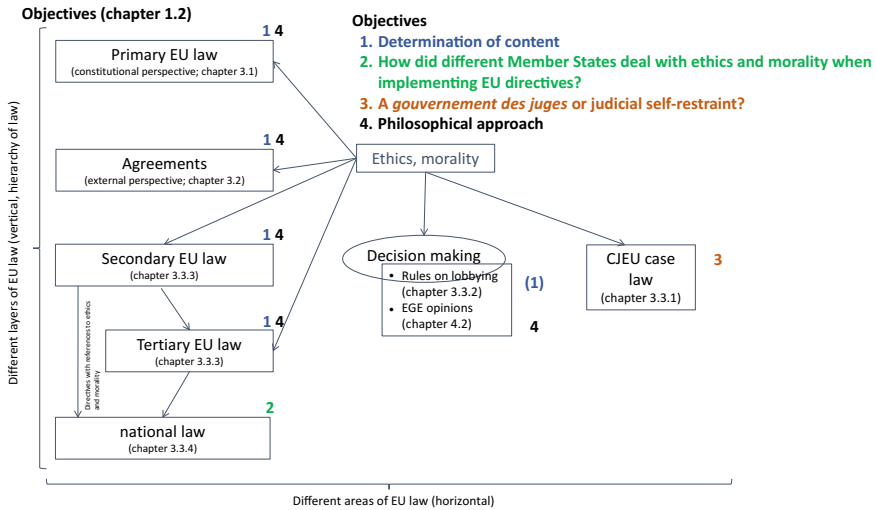 Objectives (chapter 1.2)
Objectives
1. Determination of content
2. How did different Member States deal with ethics and morality when
implementing EU directives?
3. A gouvernement des juges or judicial self-restraint?
4. Philosophical approach
1 4
Primary EU law
(constitutional perspective; chapter 3.1)
1 4
Agreements
(external perspective; chapter 3.2)
Ethics, morality
1 4
Secondary EU law
(chapter 3.3.3)
Decision making
• Rules on lobbying
(chapter 3.3.2)
• EGE opinions
(chapter 4.2)
(1)
4
CJEU case
law
(chapter 3.3.1)
3
1 4
Tertiary EU law
(chapter 3.3.3)
Directives with references to ethics
and morality
2
national law
(chapter 3.3.4)
Different layers of EU law (vertical, hierarchy of law)
Different areas of EU law (horizontal)